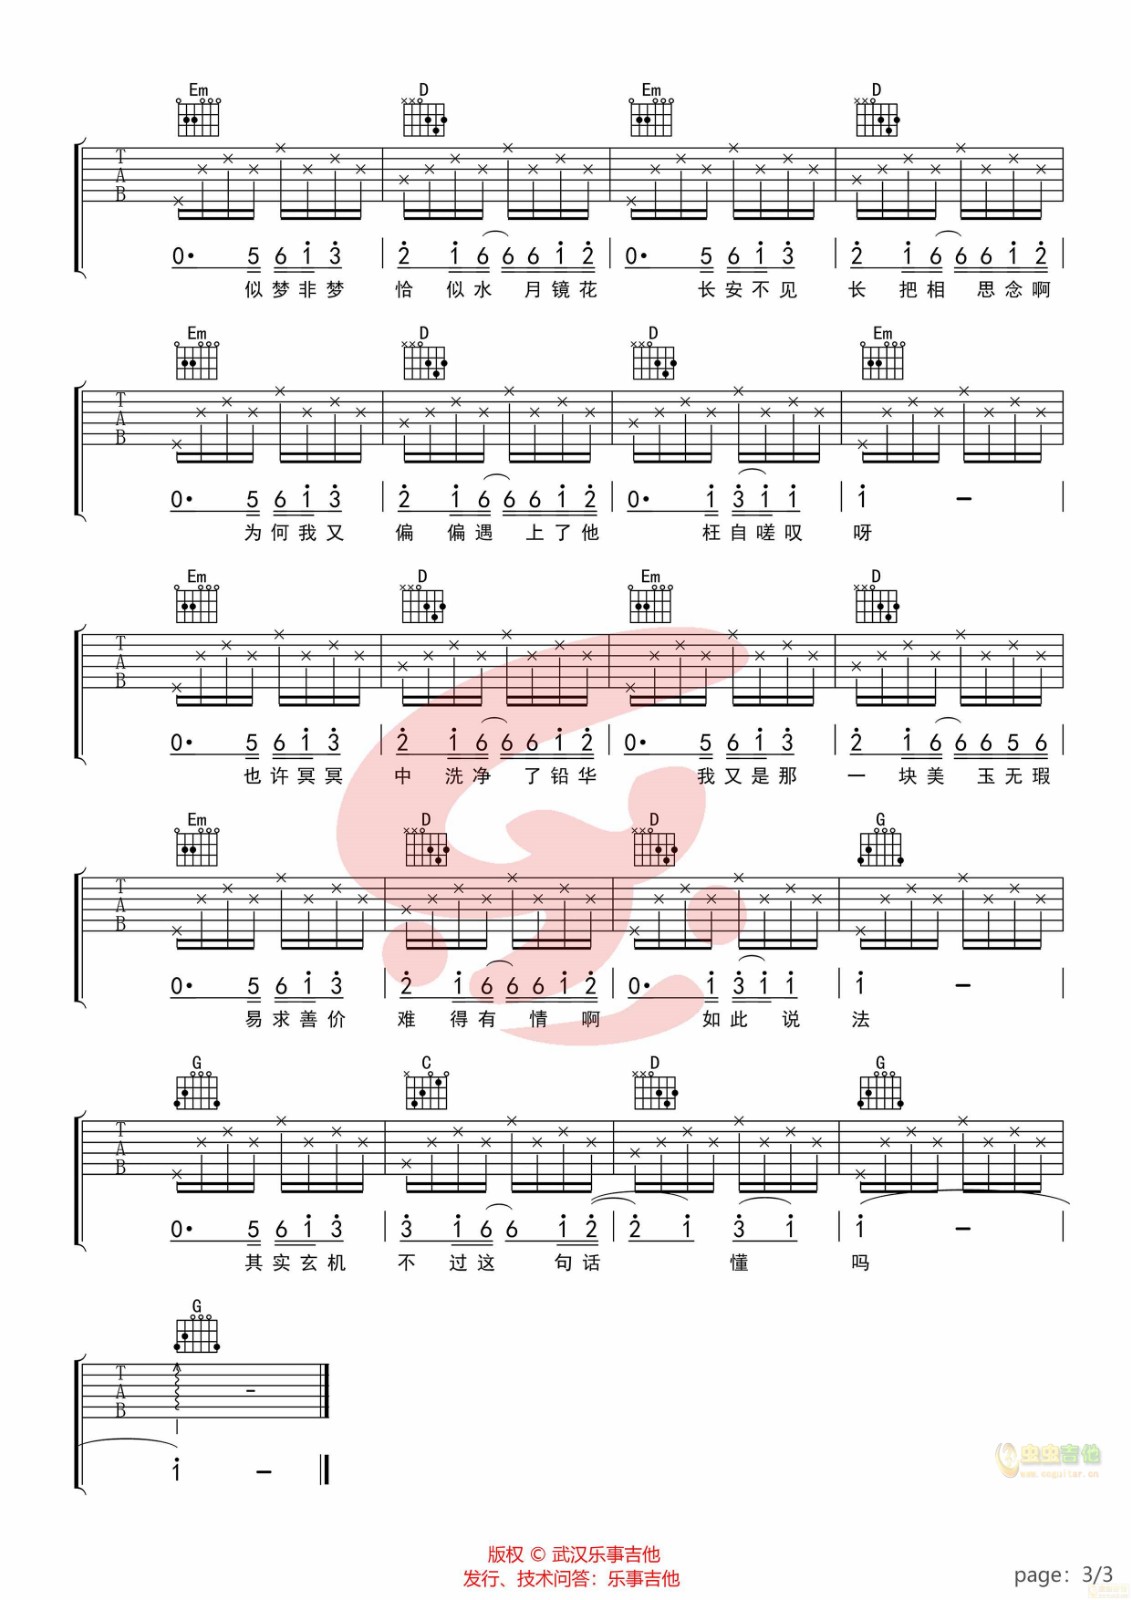 Em D Em D
T
A
B
0· 5 6 1 3 2 1 6 6 6 1 2 0· 5 6 1 3 2 1 6 6 6 1 2
似梦非梦 恰 似水 月镜花 长安不见 长 把相 思念啊
Em D D Em
T
A
B
0· 5 6 1 3 2 1 6 6 6 1 2 0· 1 3 1 1 1 –
为何我又 偏 偏遇 上了他 枉自嗟叹 呀
Em D Em D
T
A
B
0· 5 6 1 3 2 1 6 6 6 1 2 0· 5 6 1 3 2 1 6 6 6 5 6
也许冥冥 中 洗净 了铅华 我又是那 一 块美 玉无瑕
Em D D G
T
A
B
0· 5 6 1 3 2 1 6 6 6 1 2 0· 1 3 1 1 1 –
易求善价 难 得有 情 啊 如此 说 法
G C D G
T
A
B
0· 5 6 1 3 3 1 6 6 1 2 2 1 3 1 1 –
其实玄机 不 过这 句话 懂 吗
G
T
A
B
1 –
虫虫吉他
版权 © 武汉乐事吉他
发行、技术问答：乐事吉他
page：3/3